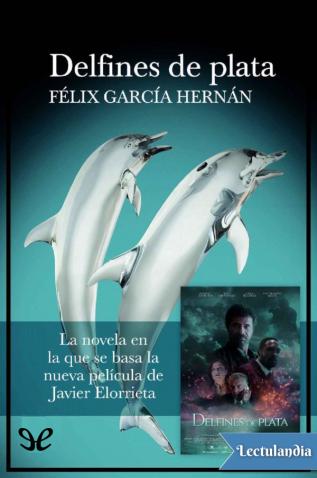 Delfines de plata
FÉLIX GARCÍA HERNÁN
La novela en
la que se basa la
nueva película de
Javier Elorrieta
DELFINES DE PLATA
Lectulandia